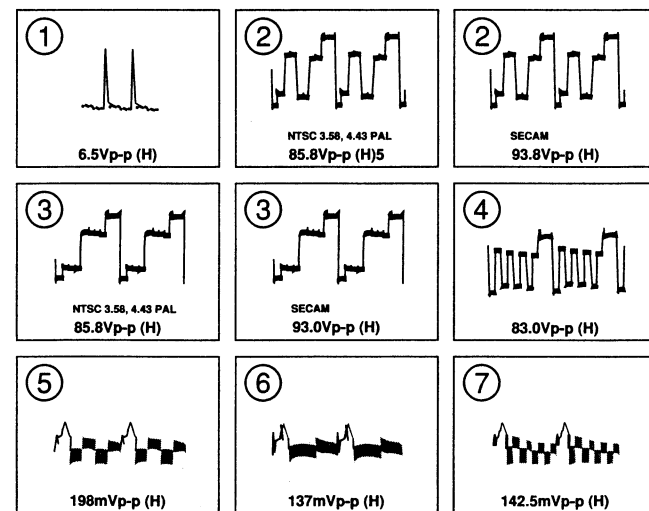 1
6.5Vp-p (H)
2
NTSC 3.58, 4.43 PAL
85.8Vp-p (H)5
2
SECAM
93.8Vp-p (H)
3
NTSC 3.58, 4.43 PAL
85.8Vp-p (H)
3
SECAM
93.0Vp-p (H)
4
83.0Vp-p (H)
5
198mVp-p (H)
6
137mVp-p (H)
7
142.5mVp-p (H)